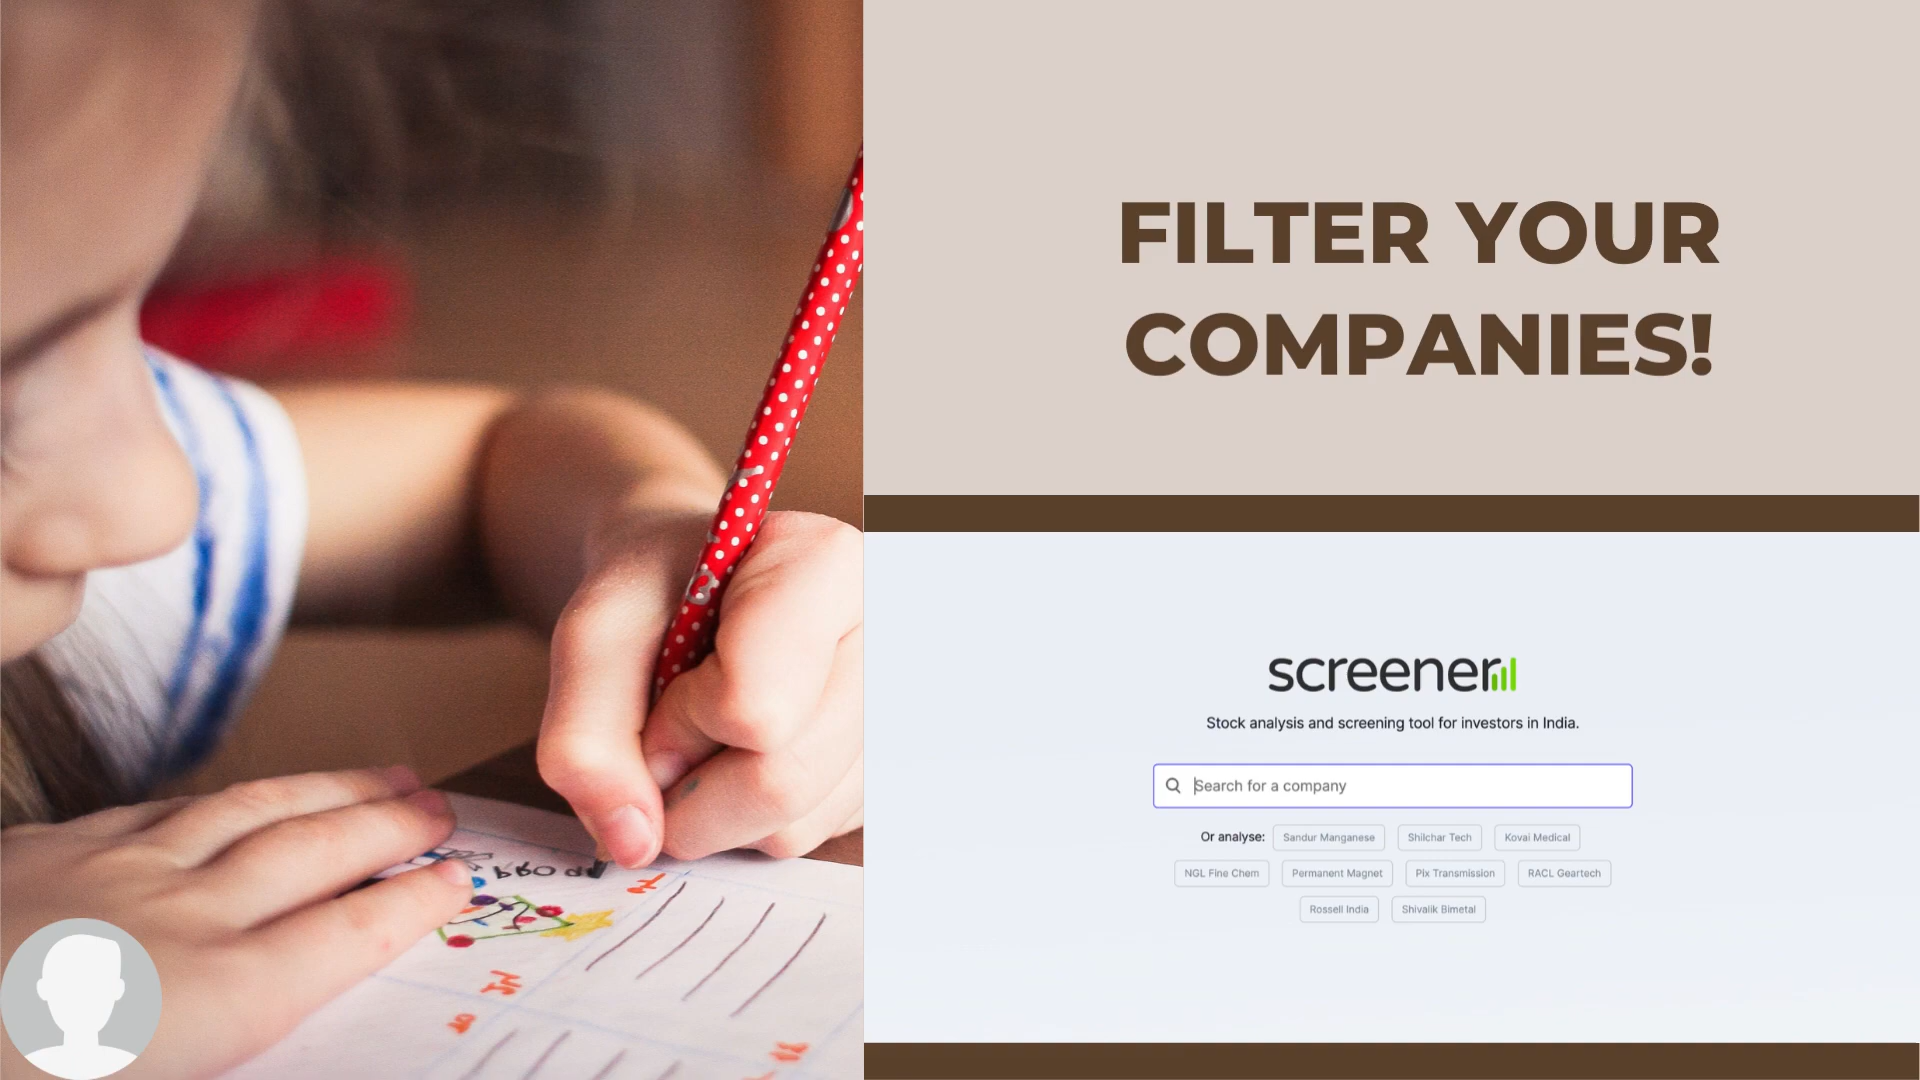 FILTER YOUR
COMPANIES!
screener
Stock analysis and screening tool for investors in India.
Search for a company
Or analyse: Sandur Manganese Shilchar Tech Kovai Medical
NGL Fine Chem Permanent Magnet Pix Transmission RACL Geartech
Rossell India Shivalik Bimetal